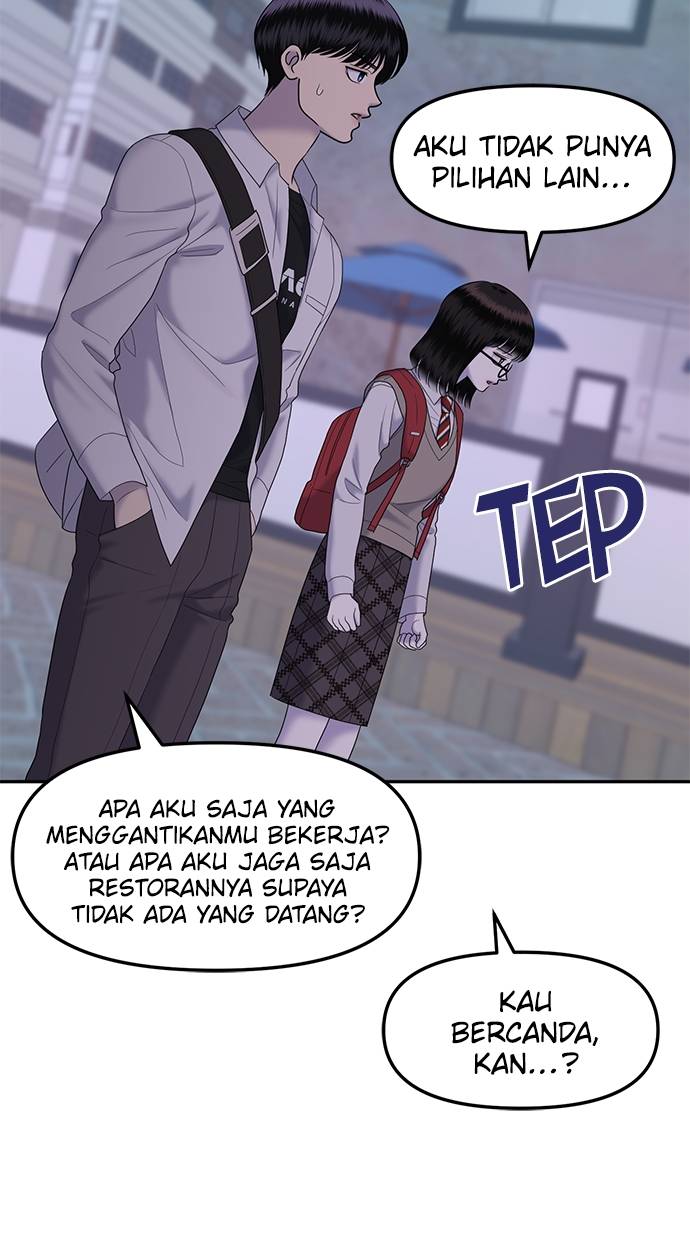 AKU TIDAK PUNYA
PILIHAN LAIN...
TEP
APA AKU SAJA YANG
MENGGANTIKANMU BEKERJA?
ATAU APA AKU JAGA SAJA
RESTORANNYA SUPAYA
TIDAK ADA YANG DATANG?
KAU
BERCANDA,
KAN...?